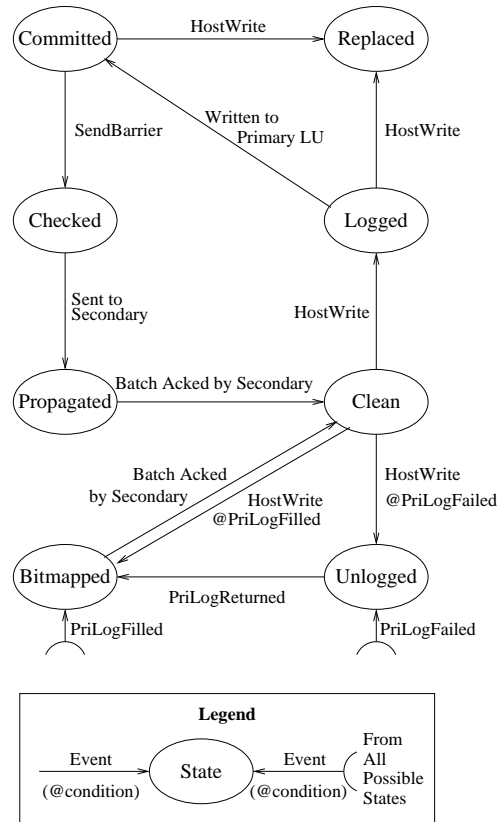 Committed
HostWrite
Replaced
SendBarrier
Written to
Primary LU
HostWrite
Checked
Logged
Sent to
Secondary
HostWrite
Propagated
Batch Acked by Secondary
Clean
Batch Acked
by Secondary
HostWrite
@PriLogFilled
HostWrite
@PriLogFailed
Bitmapped
PriLogReturned
Unlogged
PriLogFilled
PriLogFailed
Legend
Event
(@condition)
State
Event
(@condition)
From
All
Possible
States